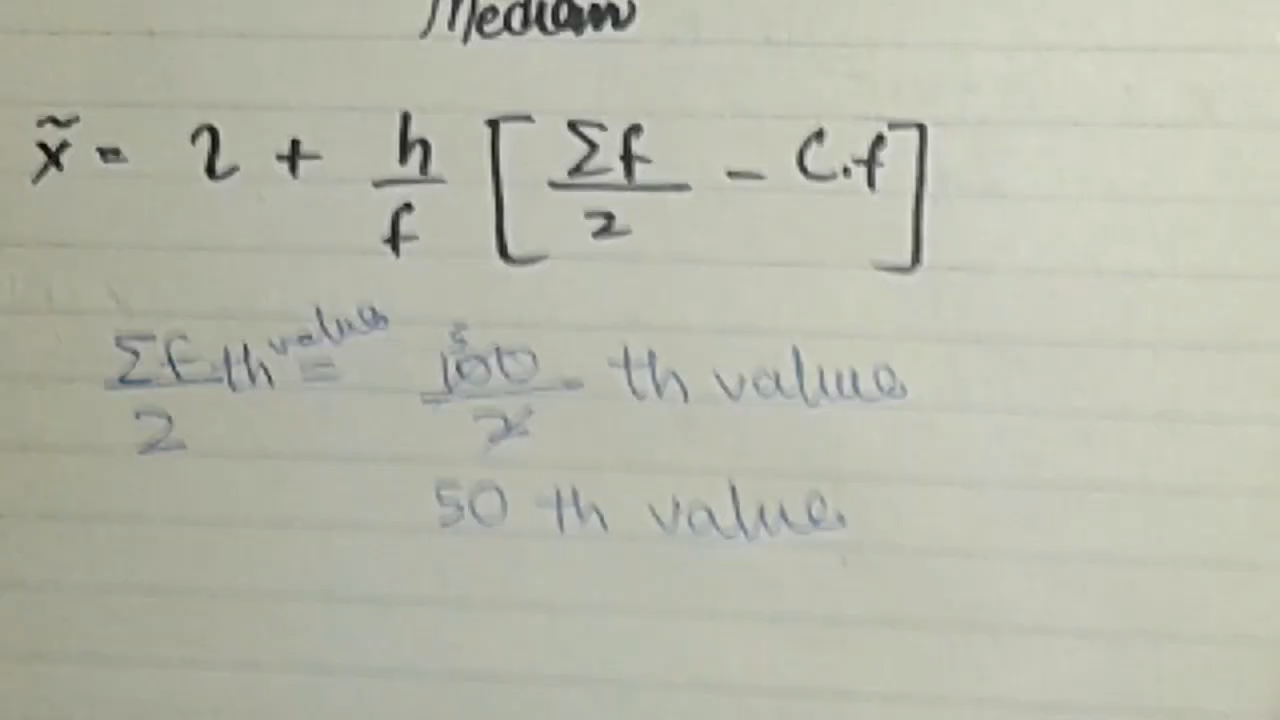 Median
x̃ = l + h/f [Σf/2 - C.f]
Σf/2 th value = 100/2 th value
50 th value